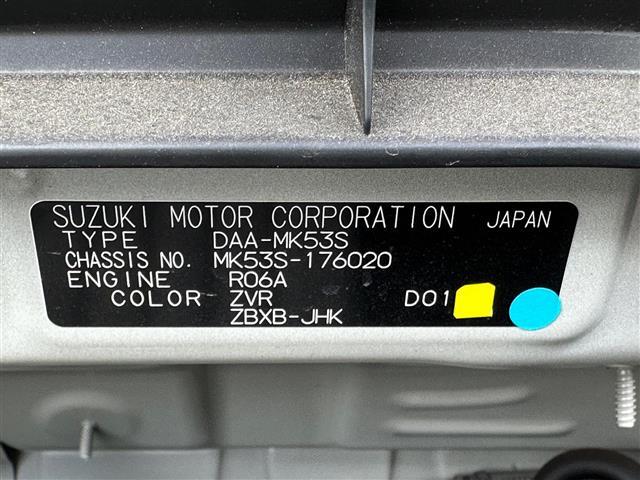 SUZUKI MOTOR CORPORATION JAPAN
TYPE DAA-MK53S
CHASSIS NO. MK53S-176020
ENGINE R06A
COLOR ZVR D01
ZBXB-JHK